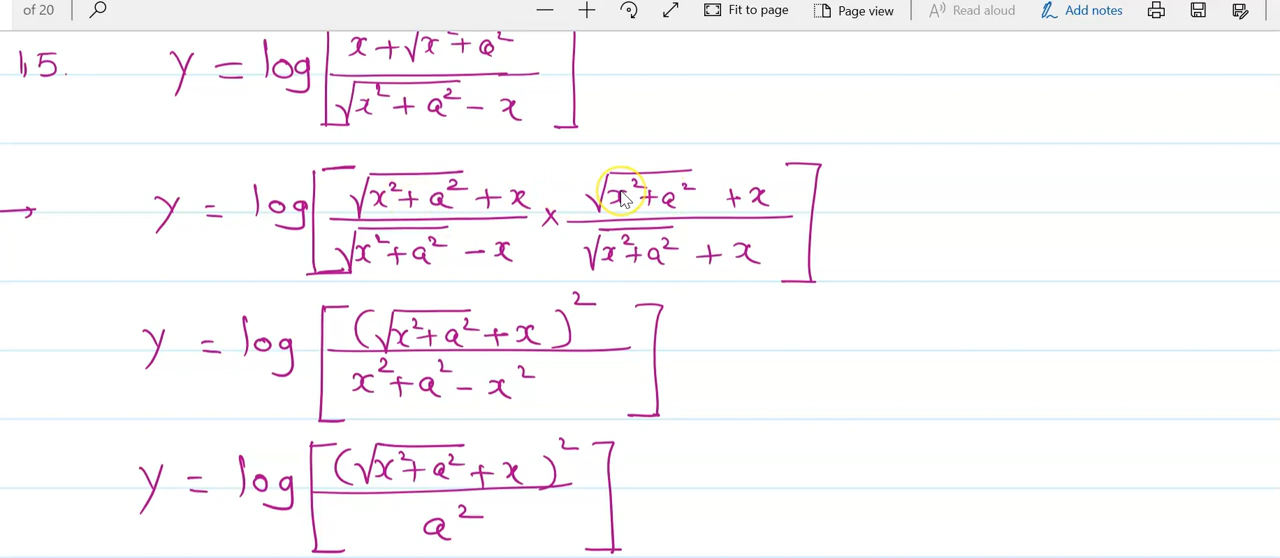 of 20 Fit to page Page view Read aloud Add notes
15. y = log[(x + √(x² + a²)) / (√(x² + a²) - x)]
→ y = log[(√(x² + a²) + x) / (√(x² + a²) - x) × (√(x² + a²) + x) / (√(x² + a²) + x)]
y = log[(√(x² + a²) + x)² / (x² + a² - x²)]
y = log[(√(x² + a²) + x)² / a²]